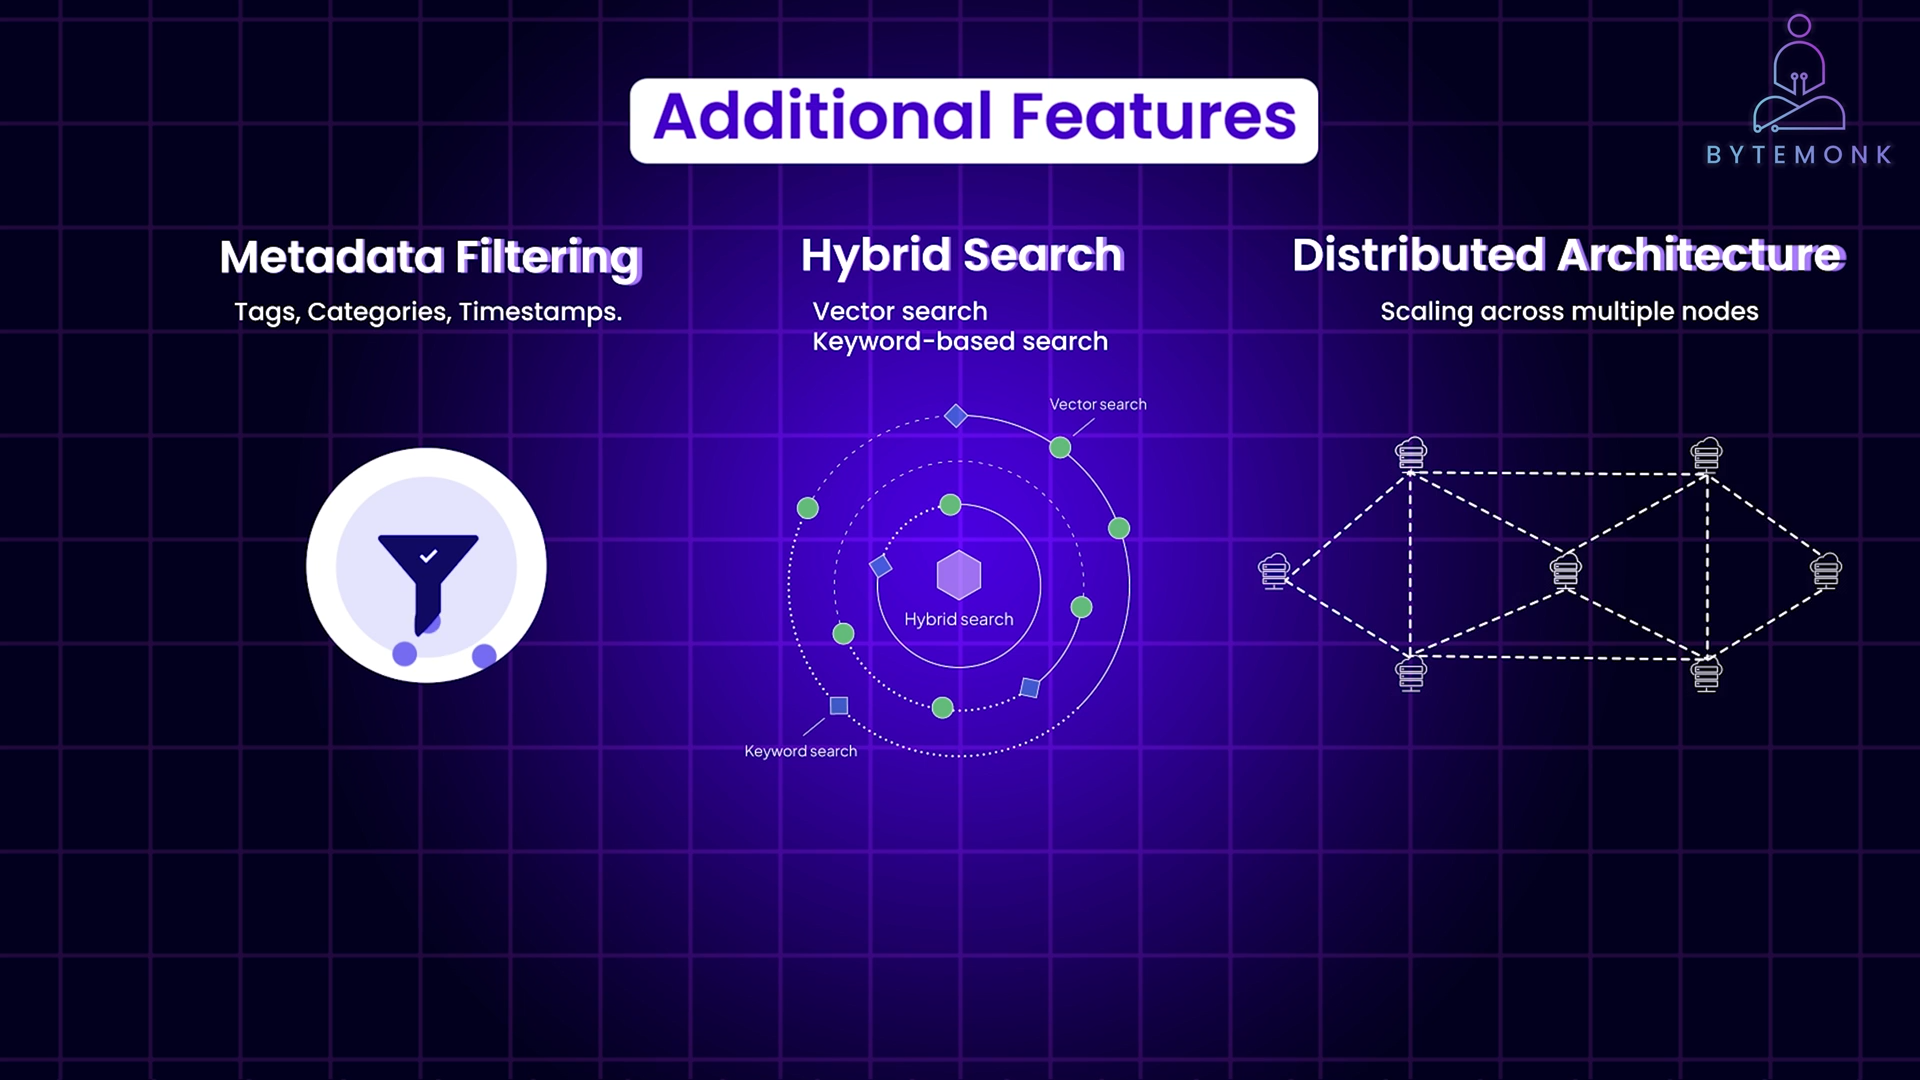 BYTEMONK
Additional Features
Metadata Filtering
Tags, Categories, Timestamps.
Hybrid Search
Vector search
Keyword-based search
Vector search
Hybrid search
Keyword search
Distributed Architecture
Scaling across multiple nodes